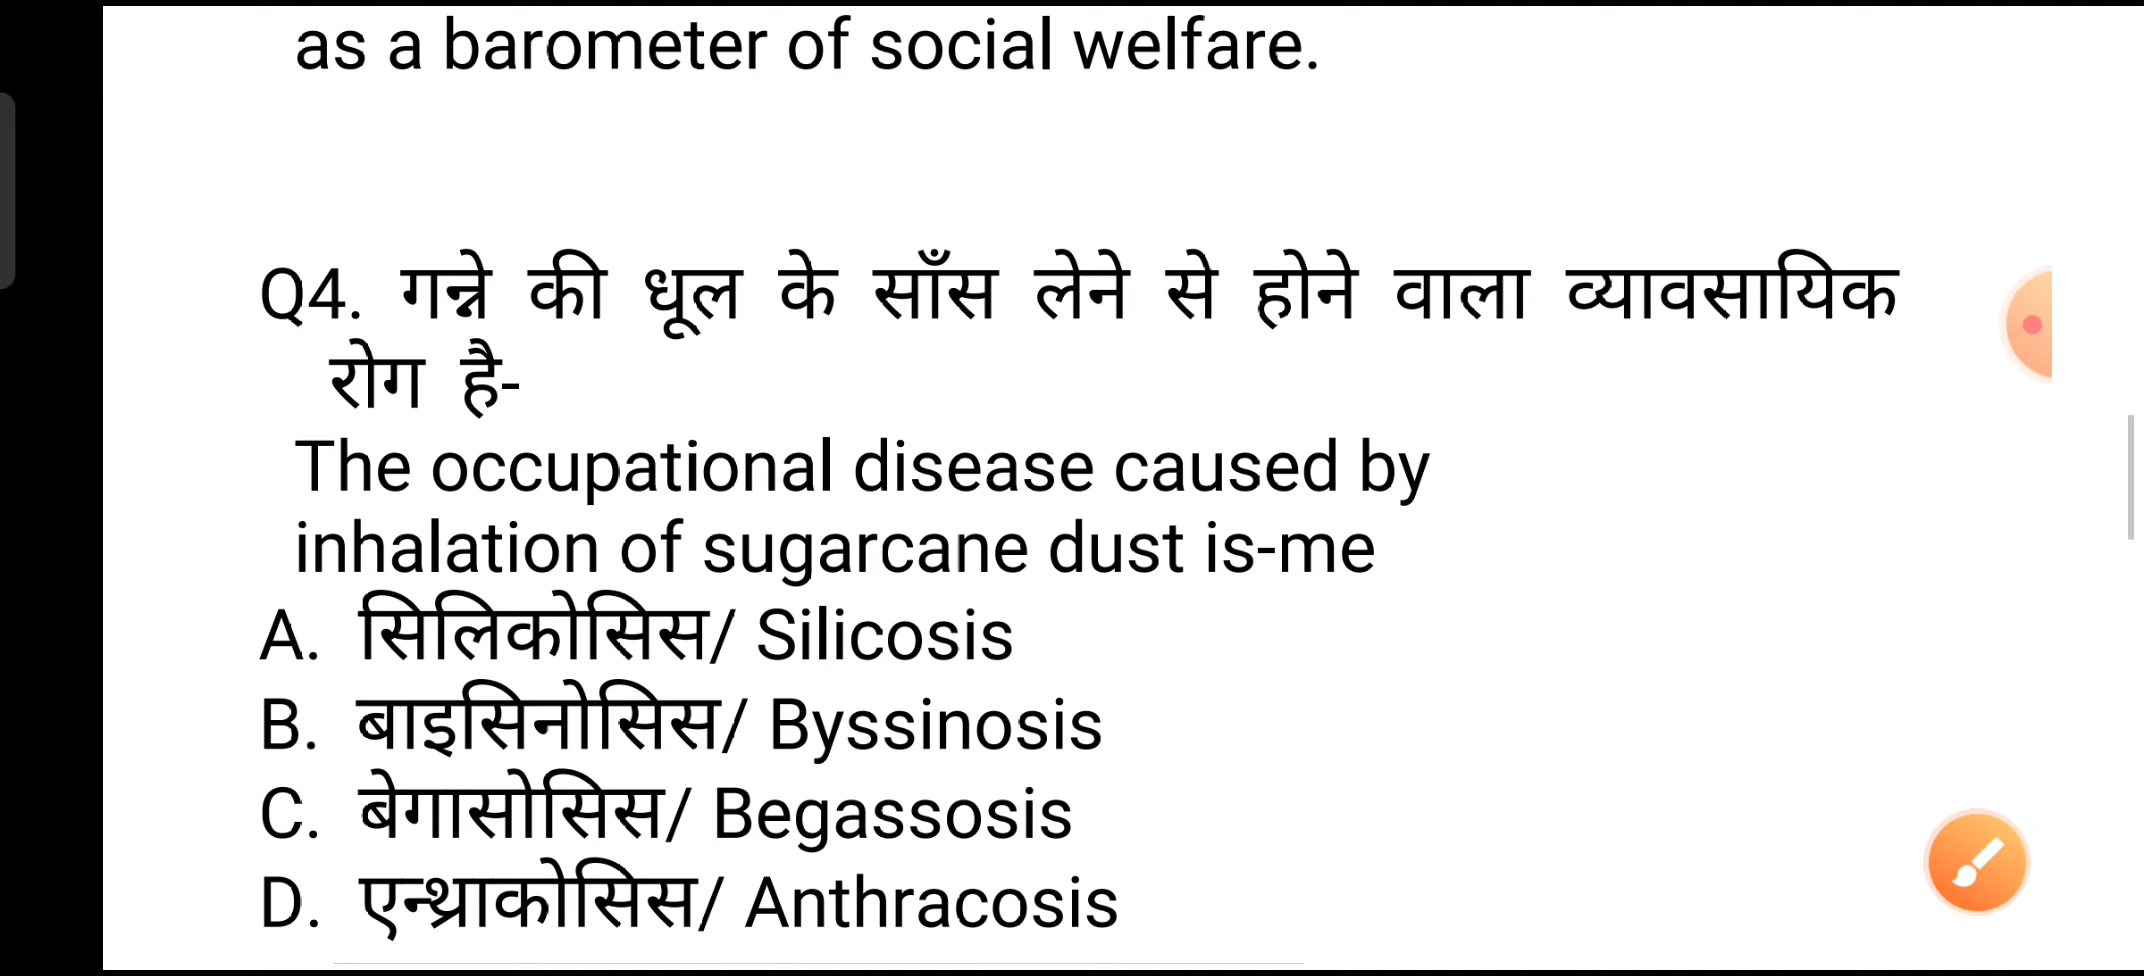 as a barometer of social welfare.
Q4. गन्ने की धूल के साँस लेने से होने वाला व्यावसायिक
रोग है-
The occupational disease caused by
inhalation of sugarcane dust is-me
A. सिलिकोसिस/ Silicosis
B. बाइसिनोसिस/ Byssinosis
C. बेगासोसिस/ Begassosis
D. एन्थ्राकोसिस/ Anthracosis